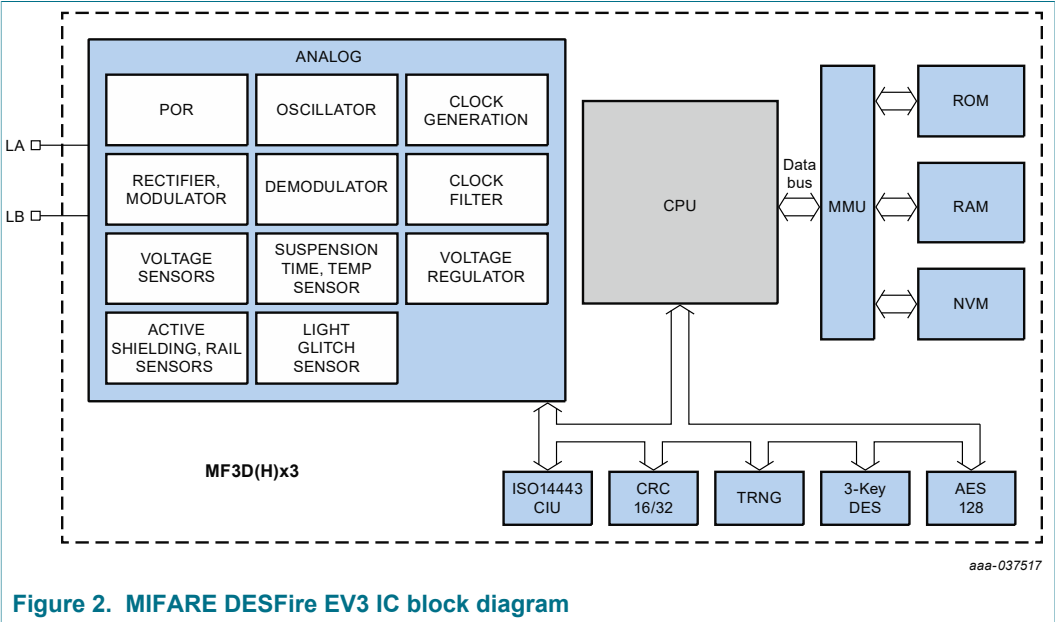 ANALOG
POR
OSCILLATOR
CLOCK
GENERATION
LA
RECTIFIER,
MODULATOR
DEMODULATOR
CLOCK
FILTER
LB
VOLTAGE
SENSORS
SUSPENSION
TIME, TEMP
SENSOR
VOLTAGE
REGULATOR
ACTIVE
SHIELDING, RAIL
SENSORS
LIGHT
GLITCH
SENSOR
CPU
Data
bus
MMU
ROM
RAM
NVM
MF3D(H)x3
ISO14443
CIU
CRC
16/32
TRNG
3-Key
DES
AES
128
aaa-037517
Figure 2. MIFARE DESFire EV3 IC block diagram